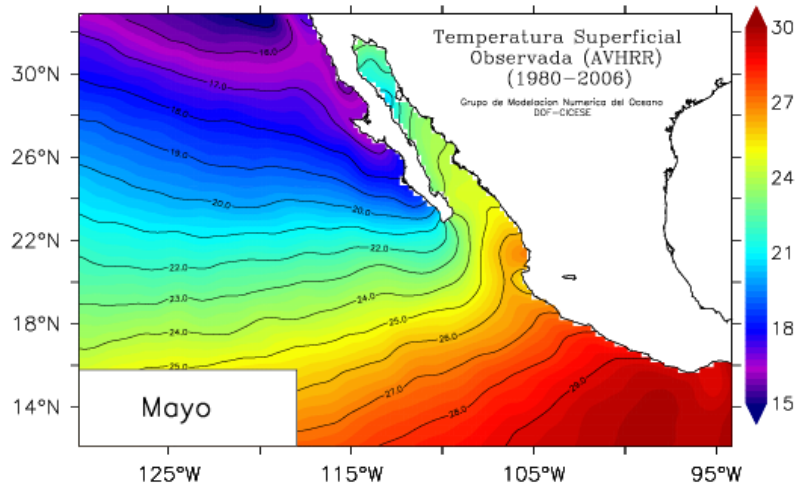 Temperatura Superficial
Observada (AVHRR)
(1980-2006)
Grupo de Modelacion Numerica del Oceano
DOF-CICESE
30°N
26°N
22°N
18°N
14°N
125°W
115°W
105°W
95°W
30
27
24
21
18
15
16.0
17.0
18.0
19.0
20.0
20.0
22.0
22.0
23.0
24.0
24.0
25.0
25.0
26.0
27.0
28.0
29.0
Mayo